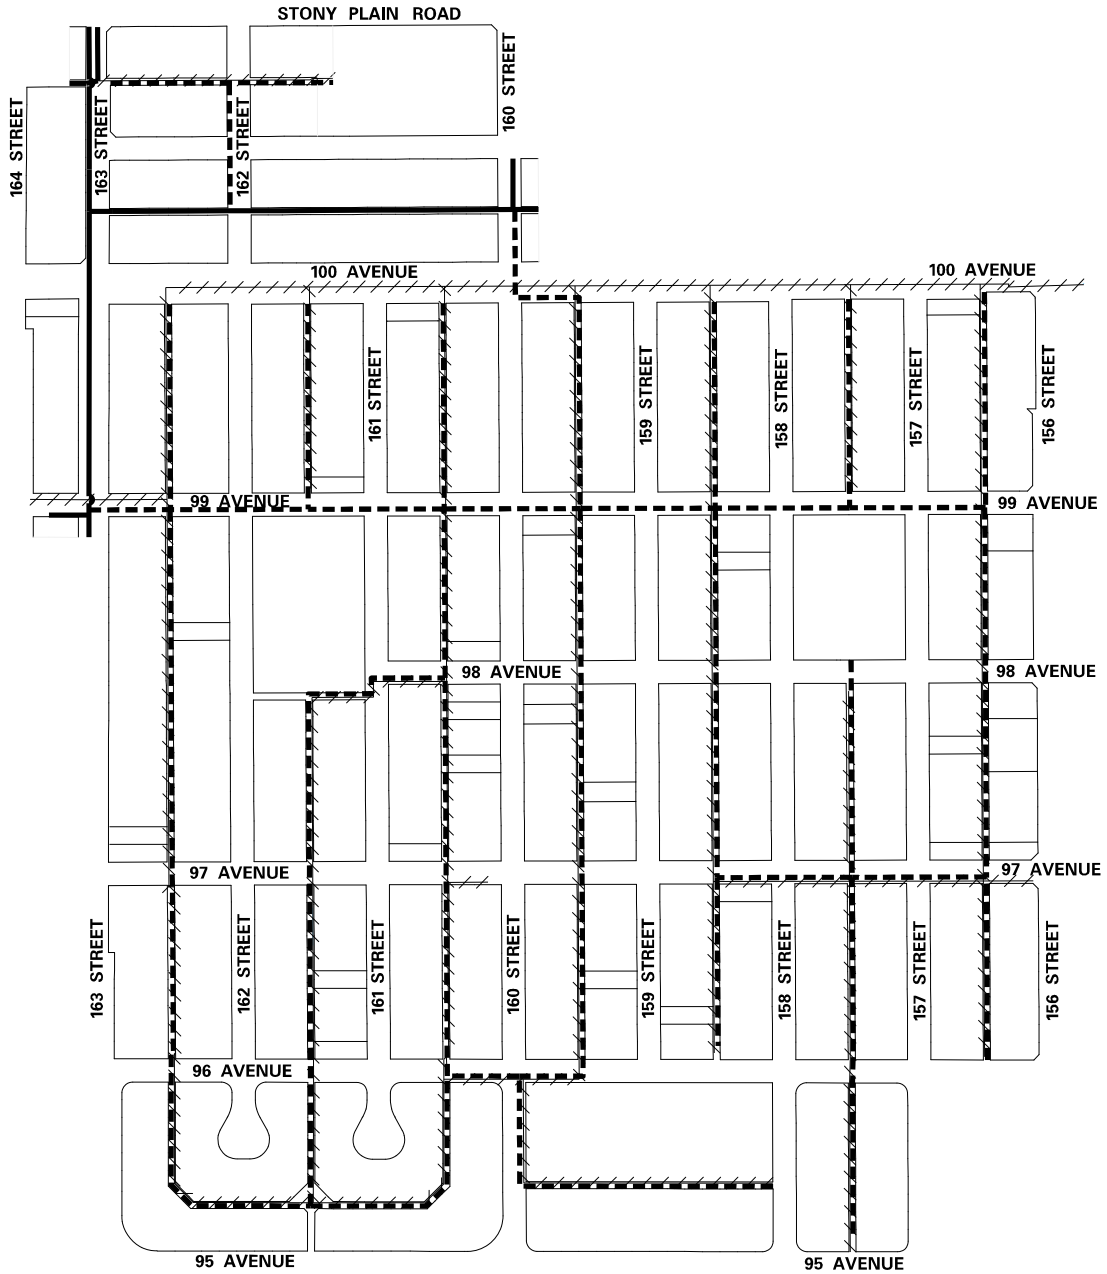 STONY PLAIN ROAD
160 STREET
164 STREET
163 STREET
162 STREET
100 AVENUE
100 AVENUE
161 STREET
159 STREET
158 STREET
157 STREET
156 STREET
99 AVENUE
99 AVENUE
98 AVENUE
98 AVENUE
97 AVENUE
97 AVENUE
163 STREET
162 STREET
161 STREET
160 STREET
159 STREET
158 STREET
157 STREET
156 STREET
96 AVENUE
95 AVENUE
95 AVENUE